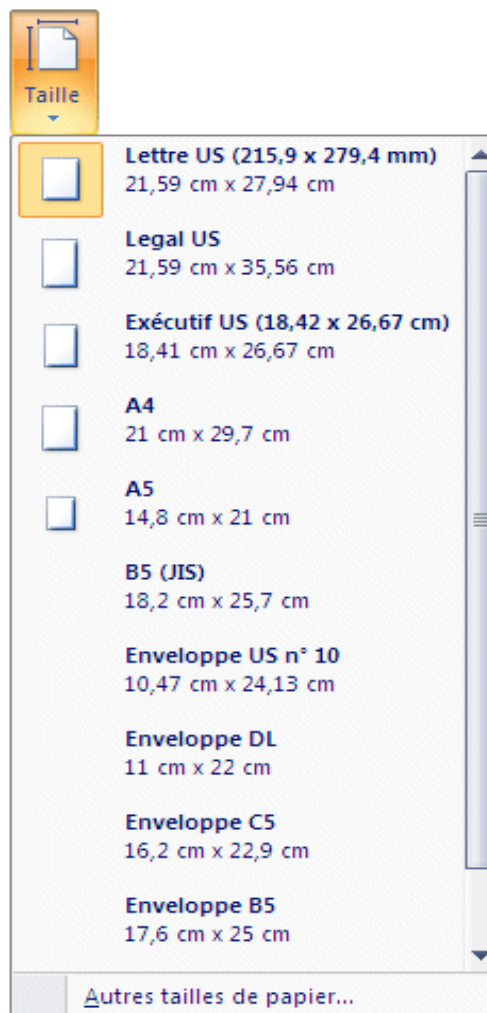 Taille
Lettre US (215,9 x 279,4 mm)
21,59 cm x 27,94 cm
Legal US
21,59 cm x 35,56 cm
Exécutif US (18,42 x 26,67 cm)
18,41 cm x 26,67 cm
A4
21 cm x 29,7 cm
A5
14,8 cm x 21 cm
B5 (JIS)
18,2 cm x 25,7 cm
Enveloppe US n° 10
10,47 cm x 24,13 cm
Enveloppe DL
11 cm x 22 cm
Enveloppe C5
16,2 cm x 22,9 cm
Enveloppe B5
17,6 cm x 25 cm
Autres tailles de papier...